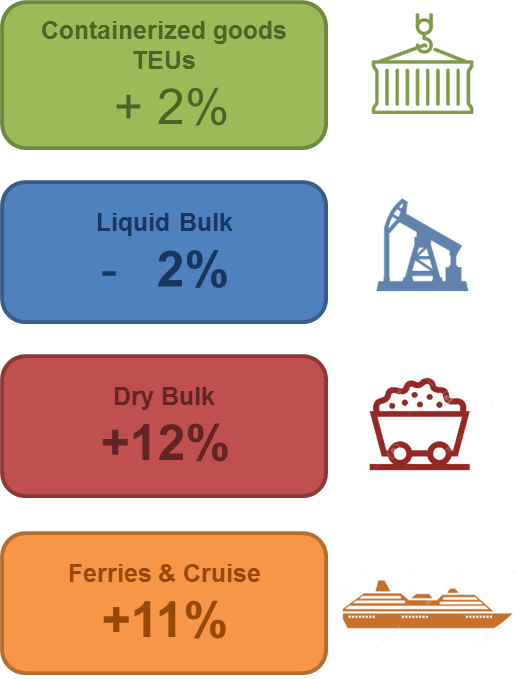 Containerized goods
TEUs
+ 2%
Liquid Bulk
- 2%
Dry Bulk
+12%
Ferries & Cruise
+11%